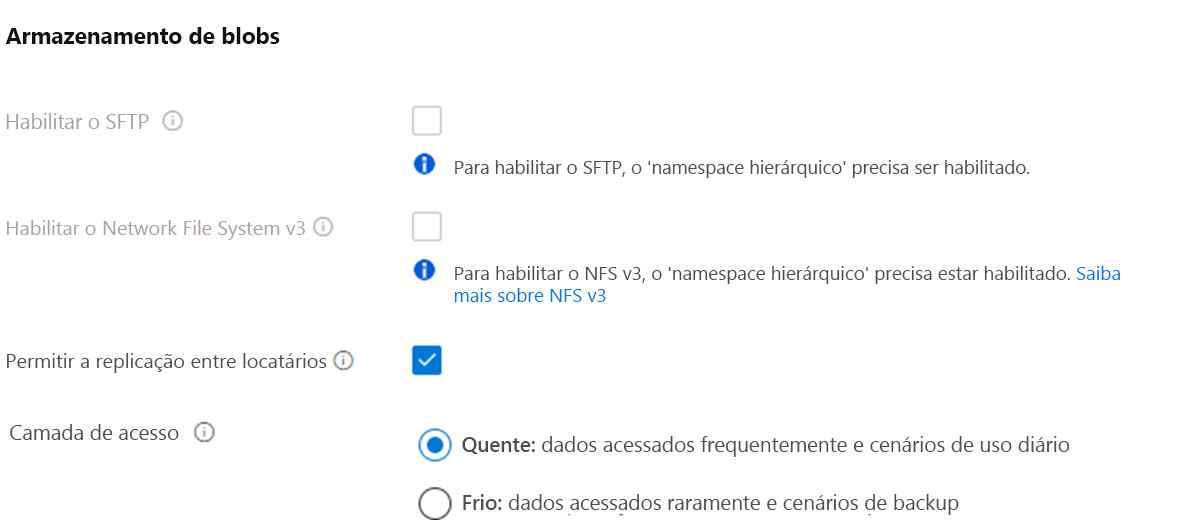 Armazenamento de blobs
Habilitar o SFTP
Para habilitar o SFTP, o 'namespace hierárquico' precisa ser habilitado.
Habilitar o Network File System v3
Para habilitar o NFS v3, o 'namespace hierárquico' precisa estar habilitado. Saiba
mais sobre NFS v3
Permitir a replicação entre locatários
Camada de acesso
Quente: dados acessados frequentemente e cenários de uso diário
Frio: dados acessados raramente e cenários de backup